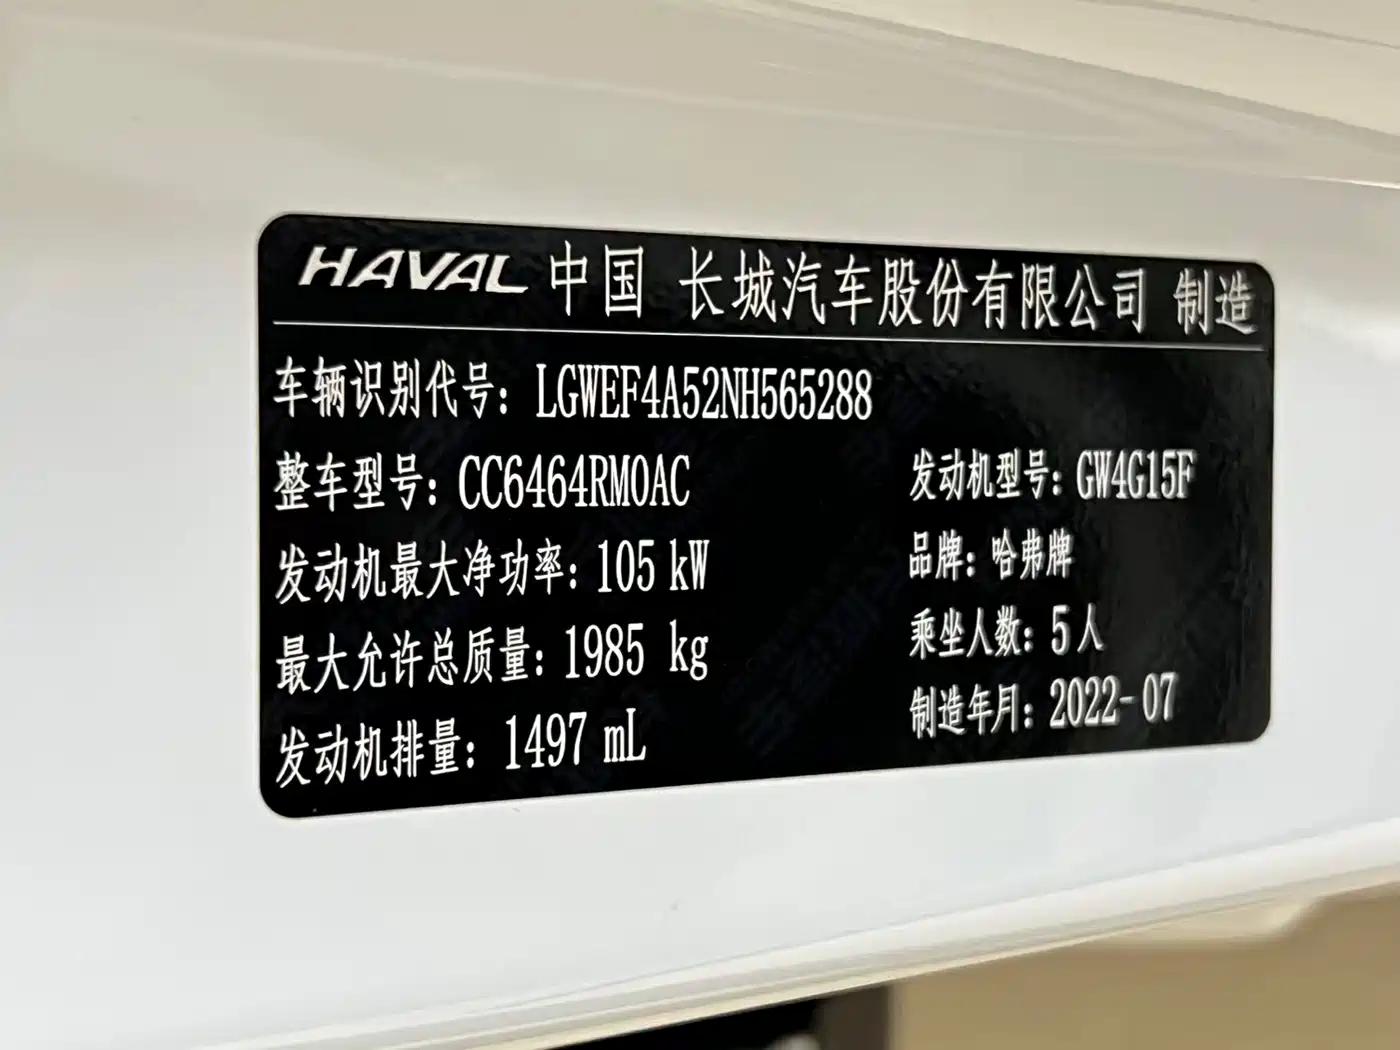 HAVAL 中国 长城汽车股份有限公司 制造
车辆识别代号：LGWEF4A52NH565288
整车型号：CC6464RM0AC
发动机型号：GW4G15F
发动机最大净功率：105 kW
品牌：哈弗牌
最大允许总质量：1985 kg
乘坐人数：5人
发动机排量：1497 mL
制造年月：2022-07